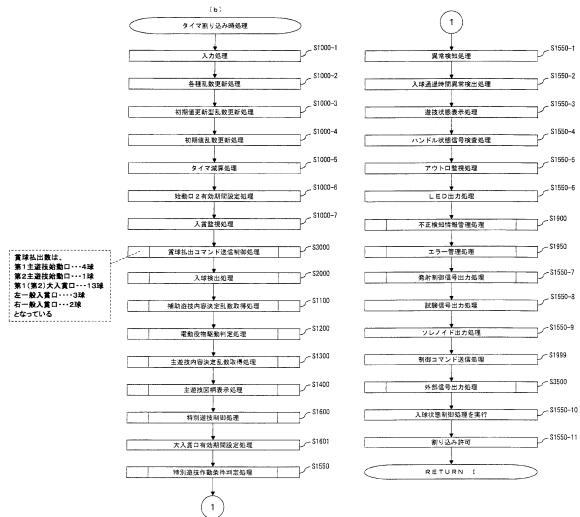 (b)
タイマ割り込み時処理
入力処理
S1000-1
各種乱数更新処理
S1000-2
初期値更新型乱数更新処理
S1000-3
初期値乱数更新処理
S1000-4
タイマ減算処理
S1000-5
始動口2有効期間設定処理
S1000-6
入賞監視処理
S1000-7
賞球払出コマンド送信制御処理
S3000
賞球払出数は、
第1主遊技始動口・・・4球
第2主遊技始動口・・・1球
第1(第2)大入賞口・・・13球
左一般入賞口・・・3球
右一般入賞口・・・2球
となっている
入球検出処理
S2000
補助遊技内容決定乱数取得処理
S1100
電動役物駆動判定処理
S1200
主遊技内容決定乱数取得処理
S1300
主遊技図柄表示処理
S1400
特別遊技制御処理
S1600
大入賞口有効期間設定処理
S1601
特別遊技作動条件判定処理
S1550
1
1
異常検知処理
S1550-1
入球通過時間異常検出処理
S1550-2
遊技状態表示処理
S1550-3
ハンドル状態信号検査処理
S1550-4
アウト口監視処理
S1550-5
LED出力処理
S1550-6
不正検知情報管理処理
S1900
エラー管理処理
S1950
発射制御信号出力処理
S1550-7
試験信号出力処理
S1550-8
ソレノイド出力処理
S1550-9
制御コマンド送信処理
S1999
外部信号出力処理
S3500
入球状態制御処理を実行
S1550-10
割り込み許可
S1550-11
RETURN I